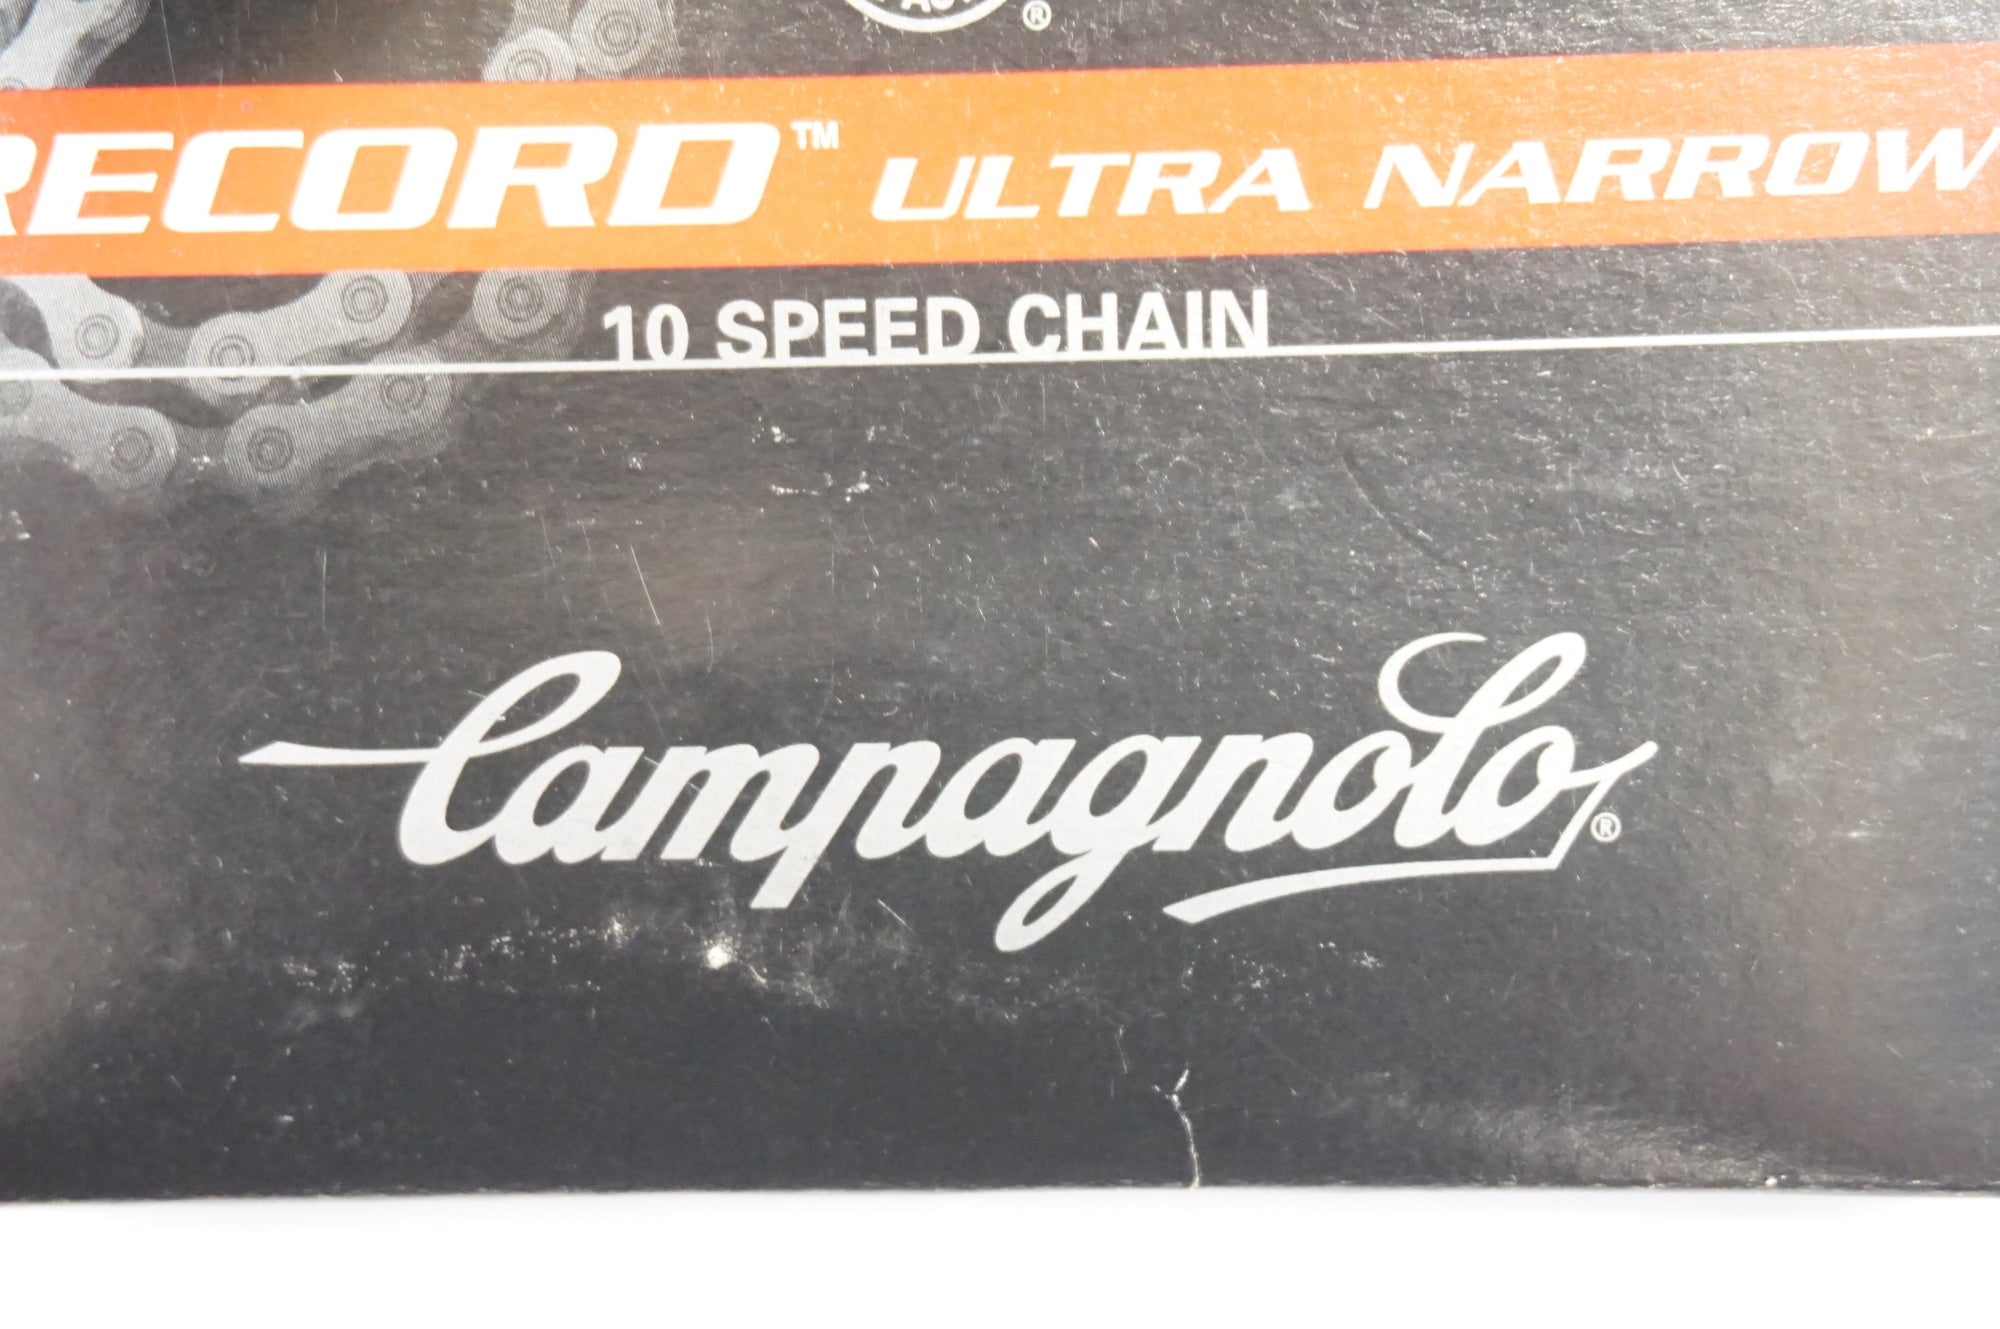 ®
RECORD™ ULTRA NARROW
10 SPEED CHAIN
Campagnolo®